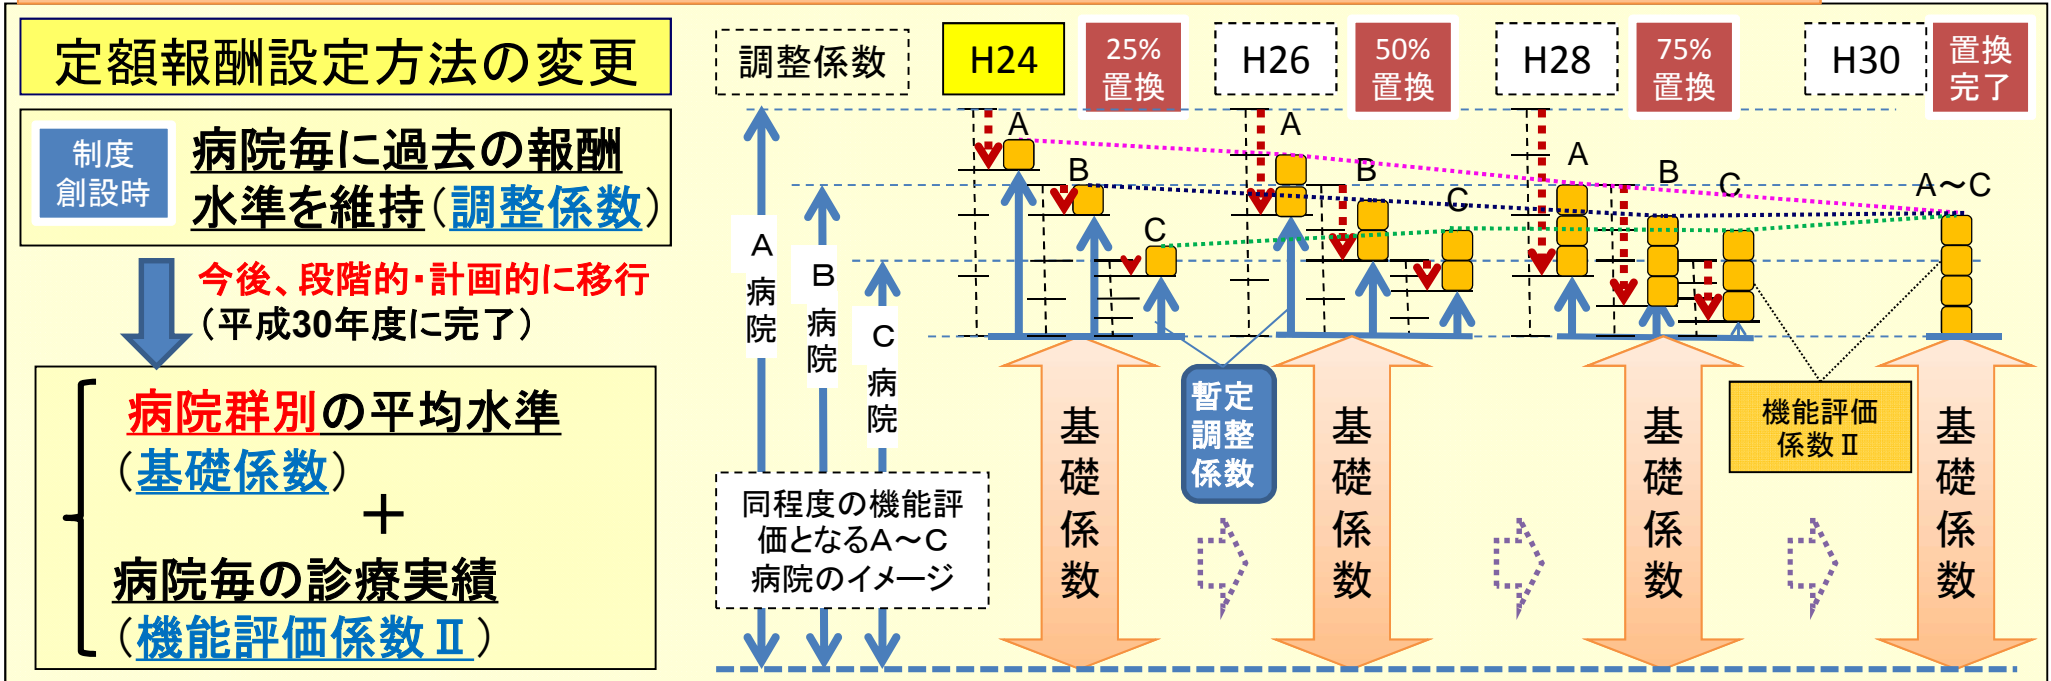 定額報酬設定方法の変更
制度
創設時
病院毎に過去の報酬
水準を維持(調整係数)
今後、段階的・計画的に移行
(平成30年度に完了)
病院群別の平均水準
(基礎係数)
+
病院毎の診療実績
(機能評価係数Ⅱ)
調整係数
H24
25%
置換
H26
50%
置換
H28
75%
置換
H30
置換
完了
A病院
B病院
C病院
同程度の機能評
価となるA~C
病院のイメージ
A
B
C
A
B
C
A
B
C
A~C
暫定
調整
係数
機能評価
係数Ⅱ
基礎係数
基礎係数
基礎係数
基礎係数